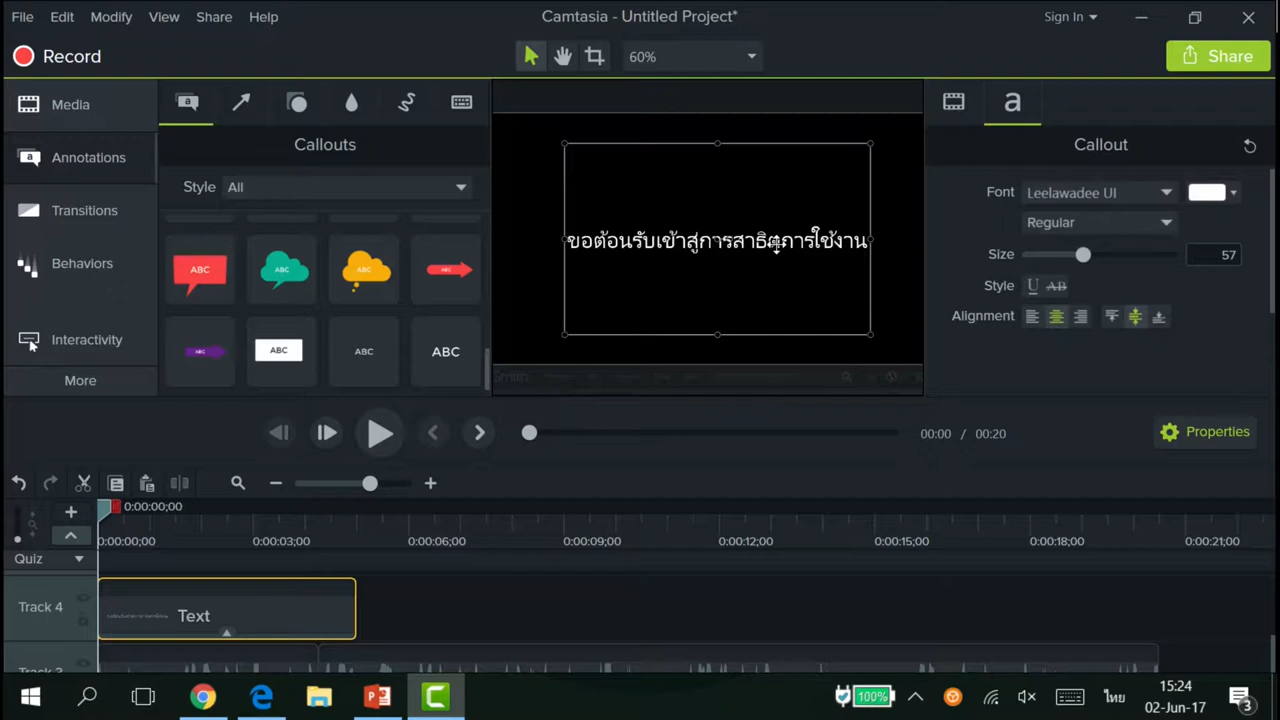 File Edit Modify View Share Help
Camtasia - Untitled Project*
Sign In
Record
60%
Share
Media
Annotations
Transitions
Behaviors
Interactivity
More
Callouts
Style All
ABC ABC ABC ABC
ABC ABC ABC ABC
ขอต้อนรับเข้าสู่การสาธิตการใช้งาน
a
Callout
Font Leelawadee UI
Regular
Size 57
Style U AB
Alignment
00:00 / 00:20
Properties
0:00:00;00
0:00:00;00 0:00:03;00 0:00:06;00 0:00:09;00 0:00:12;00 0:00:15;00 0:00:18;00 0:00:21;00
Quiz
Track 4
Text
Track 3
100%
ไทย
15:24
02-Jun-17
3